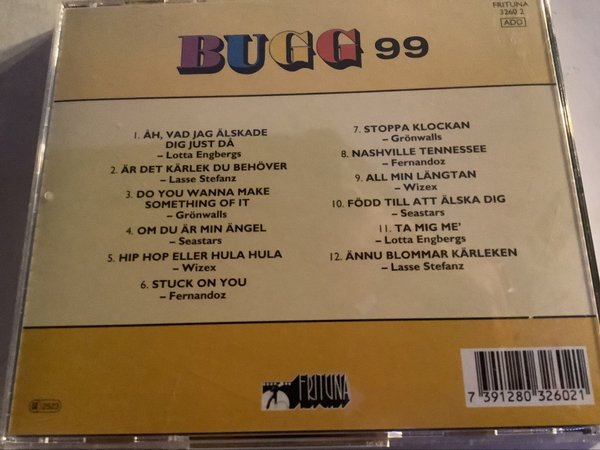 FRITUNA
3260 2
ADD
BUGG 99
1. ÅH, VAD JAG ÄLSKADE
DIG JUST DÅ
– Lotta Engbergs
2. ÄR DET KÄRLEK DU BEHÖVER
– Lasse Stefanz
3. DO YOU WANNA MAKE
SOMETHING OF IT
– Grönwalls
4. OM DU ÄR MIN ÄNGEL
– Seastars
5. HIP HOP ELLER HULA HULA
– Wizex
6. STUCK ON YOU
– Fernandoz
7. STOPPA KLOCKAN
– Grönwalls
8. NASHVILLE TENNESSEE
– Fernandoz
9. ALL MIN LÄNGTAN
– Wizex
10. FÖDD TILL ATT ÄLSKA DIG
– Seastars
11. TA MIG ME'
– Lotta Engbergs
12. ÄNNU BLOMMAR KÄRLEKEN
– Lasse Stefanz
FRITUNA
7 391280 326021